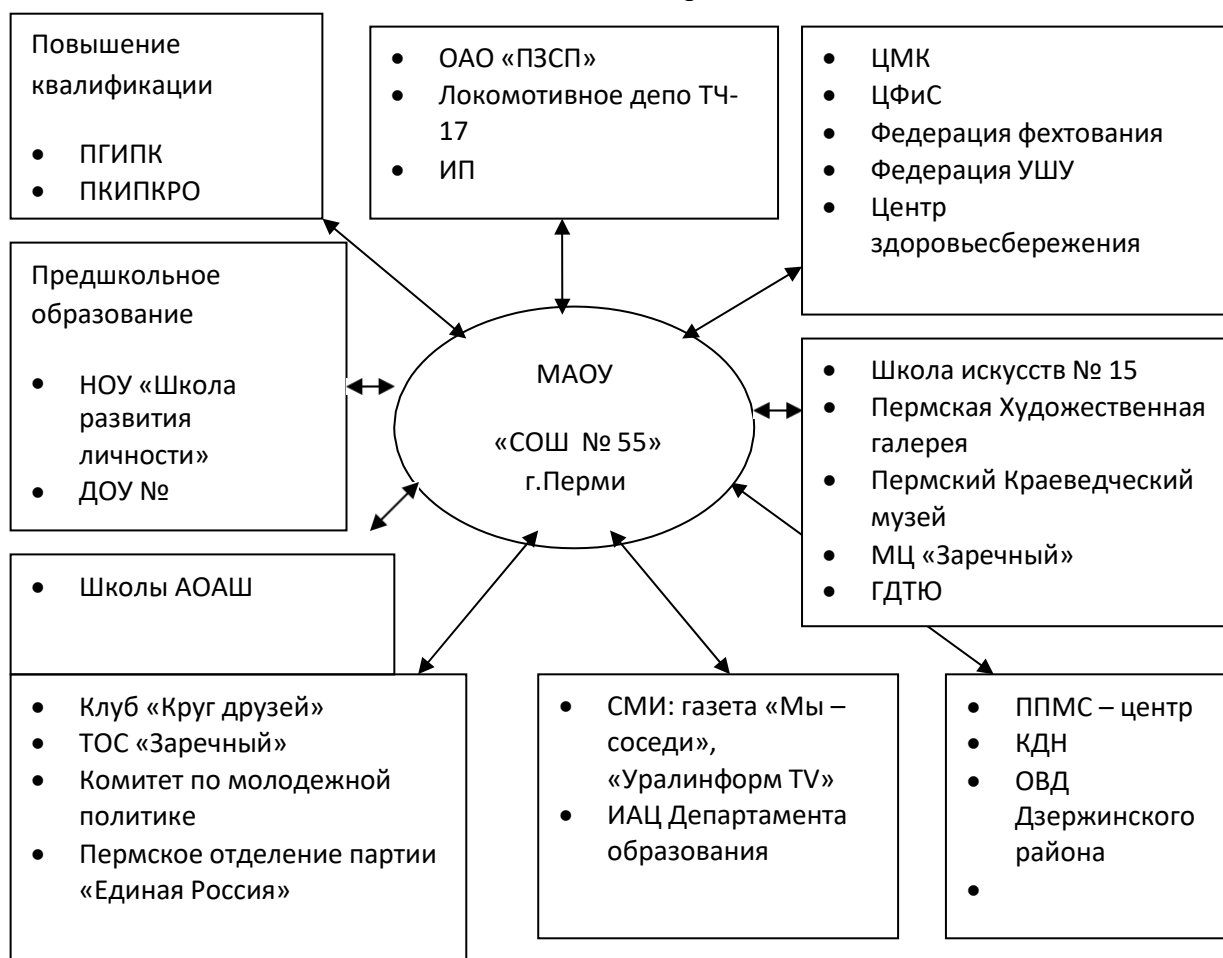 Повышение
квалификации
• ПГИПК
• ПКИПКРО
• ОАО «ПЗСП»
• Локомотивное депо ТЧ-
17
• ИП
• ЦМК
• ЦФиС
• Федерация фехтования
• Федерация УШУ
• Центр
здоровьесбережения
Предшкольное
образование
• НОУ «Школа
развития
личности»
• ДОУ №
МАОУ
«СОШ № 55»
г.Перми
• Школа искусств № 15
• Пермская Художественная
галерея
• Пермский Краеведческий
музей
• МЦ «Заречный»
• ГДТЮ
• Школы АОАШ
• Клуб «Круг друзей»
• ТОС «Заречный»
• Комитет по молодежной
политике
• Пермское отделение партии
«Единая Россия»
• СМИ: газета «Мы –
соседи»,
«Уралинформ TV»
• ИАЦ Департамента
образования
• ППМС – центр
• КДН
• ОВД
Дзержинского
района
•